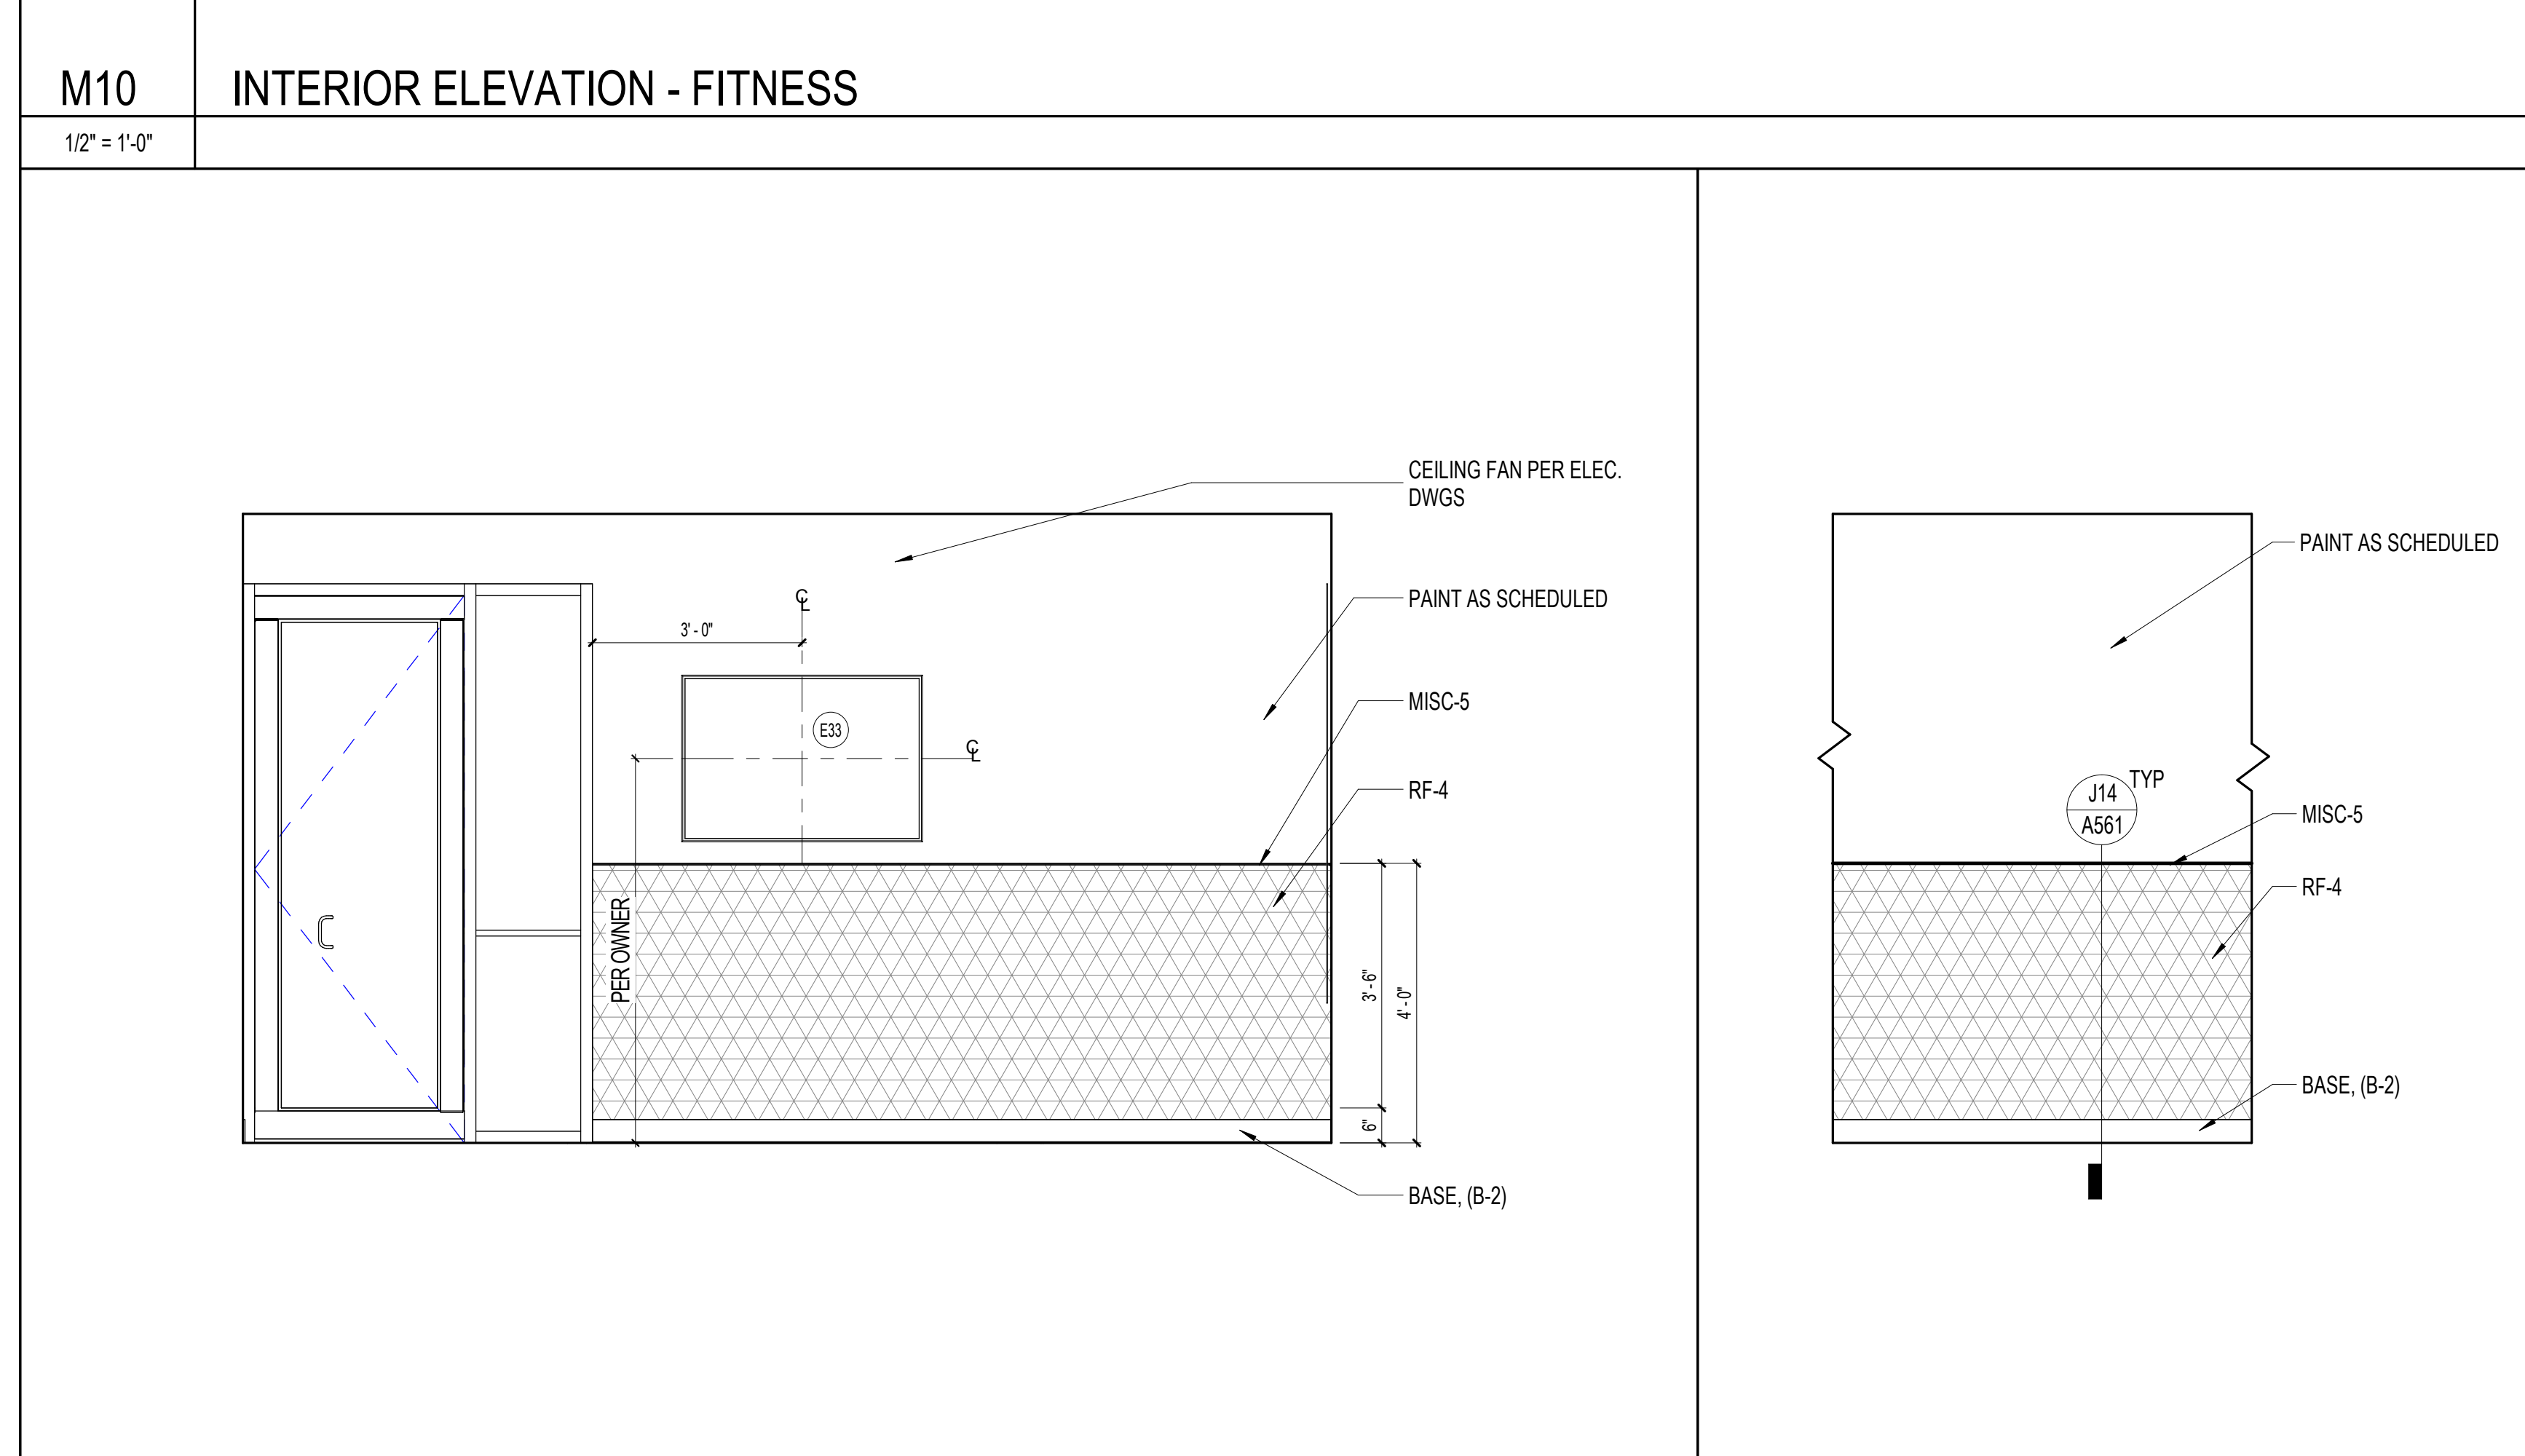 M10
INTERIOR ELEVATION - FITNESS
1/2" = 1'-0"
CEILING FAN PER ELEC.
DWGS
PAINT AS SCHEDULED
MISC-5
RF-4
BASE, (B-2)
CL
3' - 0"
E33
CL
PER OWNER
3' - 6"
4' - 0"
6"
PAINT AS SCHEDULED
J14
A561
TYP
MISC-5
RF-4
BASE, (B-2)